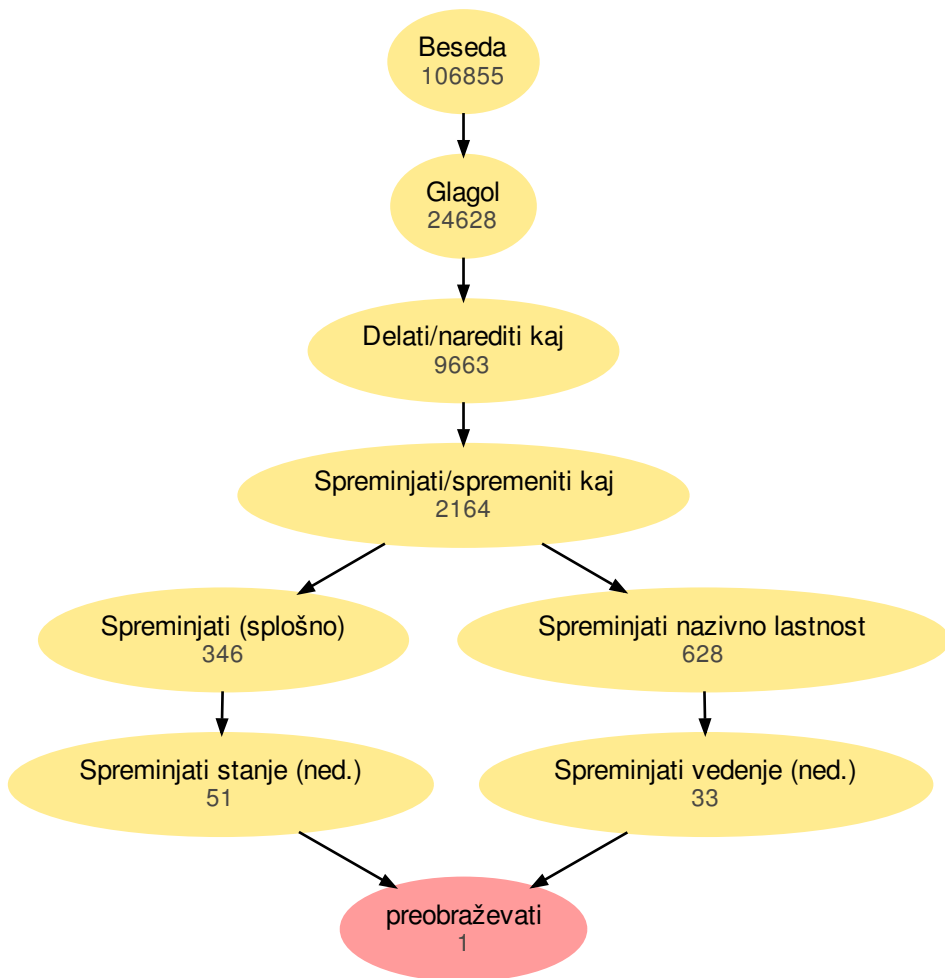 Beseda
106855
Glagol
24628
Delati/narediti kaj
9663
Spreminjati/spremeniti kaj
2164
Spreminjati (splošno)
346
Spreminjati nazivno lastnost
628
Spreminjati stanje (ned.)
51
Spreminjati vedenje (ned.)
33
preobraževati
1